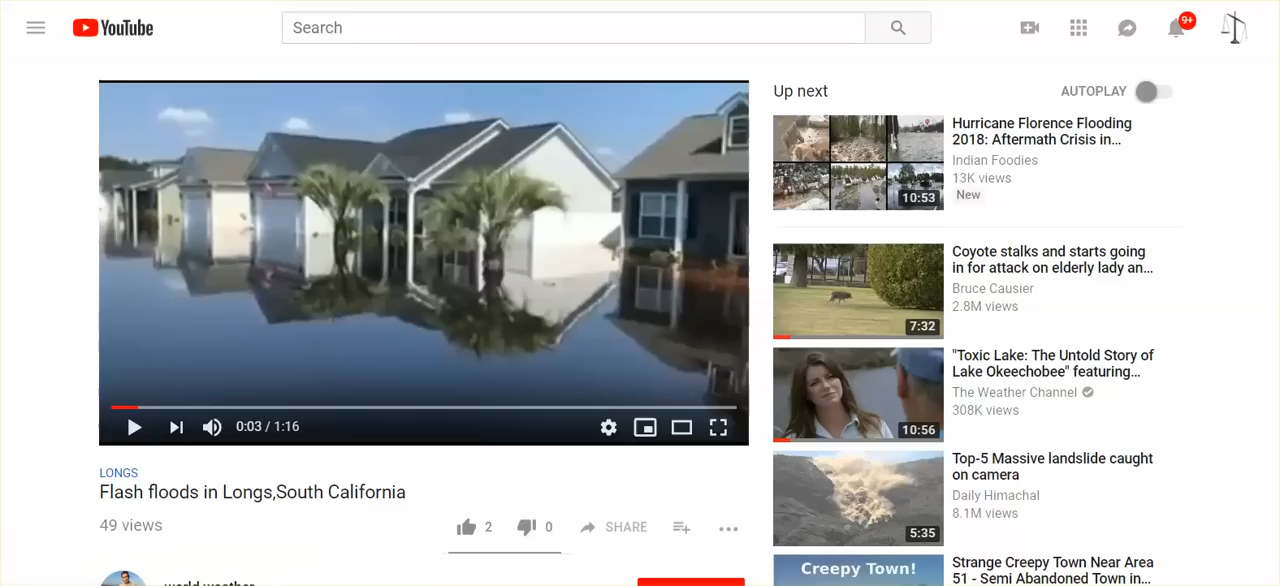 YouTube
Search
9+
0:03 / 1:16
LONGS
Flash floods in Longs,South California
49 views
2
0
SHARE
Up next
AUTOPLAY
10:53
Hurricane Florence Flooding
2018: Aftermath Crisis in...
Indian Foodies
13K views
New
7:32
Coyote stalks and starts going
in for attack on elderly lady an...
Bruce Causier
2.8M views
10:56
"Toxic Lake: The Untold Story of
Lake Okeechobee" featuring...
The Weather Channel
308K views
5:35
Top-5 Massive landslide caught
on camera
Daily Himachal
8.1M views
Creepy Town!
Strange Creepy Town Near Area
51 - Semi Abandoned Town in...
world weather